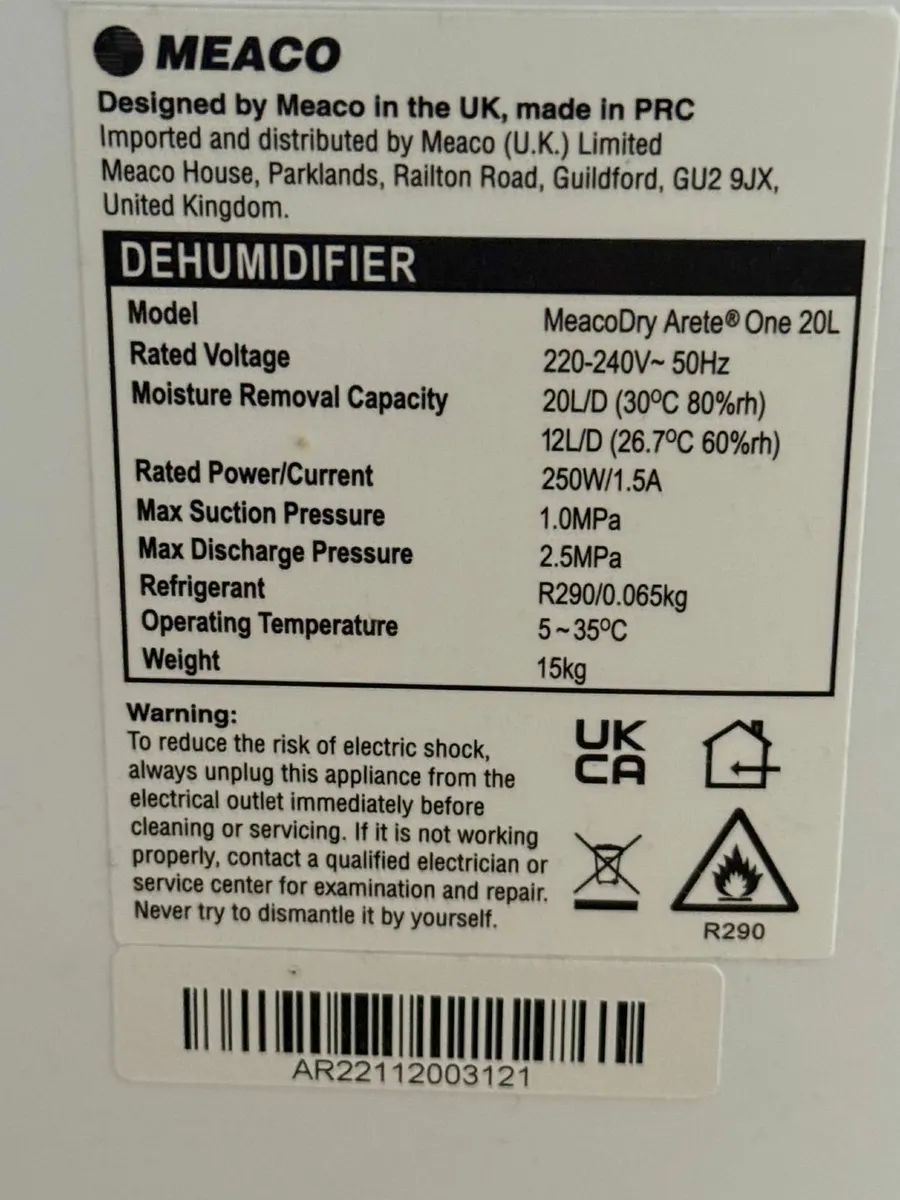 MEACO
Designed by Meaco in the UK, made in PRC
Imported and distributed by Meaco (U.K.) Limited
Meaco House, Parklands, Railton Road, Guildford, GU2 9JX,
United Kingdom.
DEHUMIDIFIER
Model MeacoDry Arete® One 20L
Rated Voltage 220-240V~ 50Hz
Moisture Removal Capacity 20L/D (30ºC 80%rh)
12L/D (26.7ºC 60%rh)
Rated Power/Current 250W/1.5A
Max Suction Pressure 1.0MPa
Max Discharge Pressure 2.5MPa
Refrigerant R290/0.065kg
Operating Temperature 5~35ºC
Weight 15kg
Warning:
To reduce the risk of electric shock,
always unplug this appliance from the
electrical outlet immediately before
cleaning or servicing. If it is not working
properly, contact a qualified electrician or
service center for examination and repair.
Never try to dismantle it by yourself.
UK
CA
R290
AR22112003121